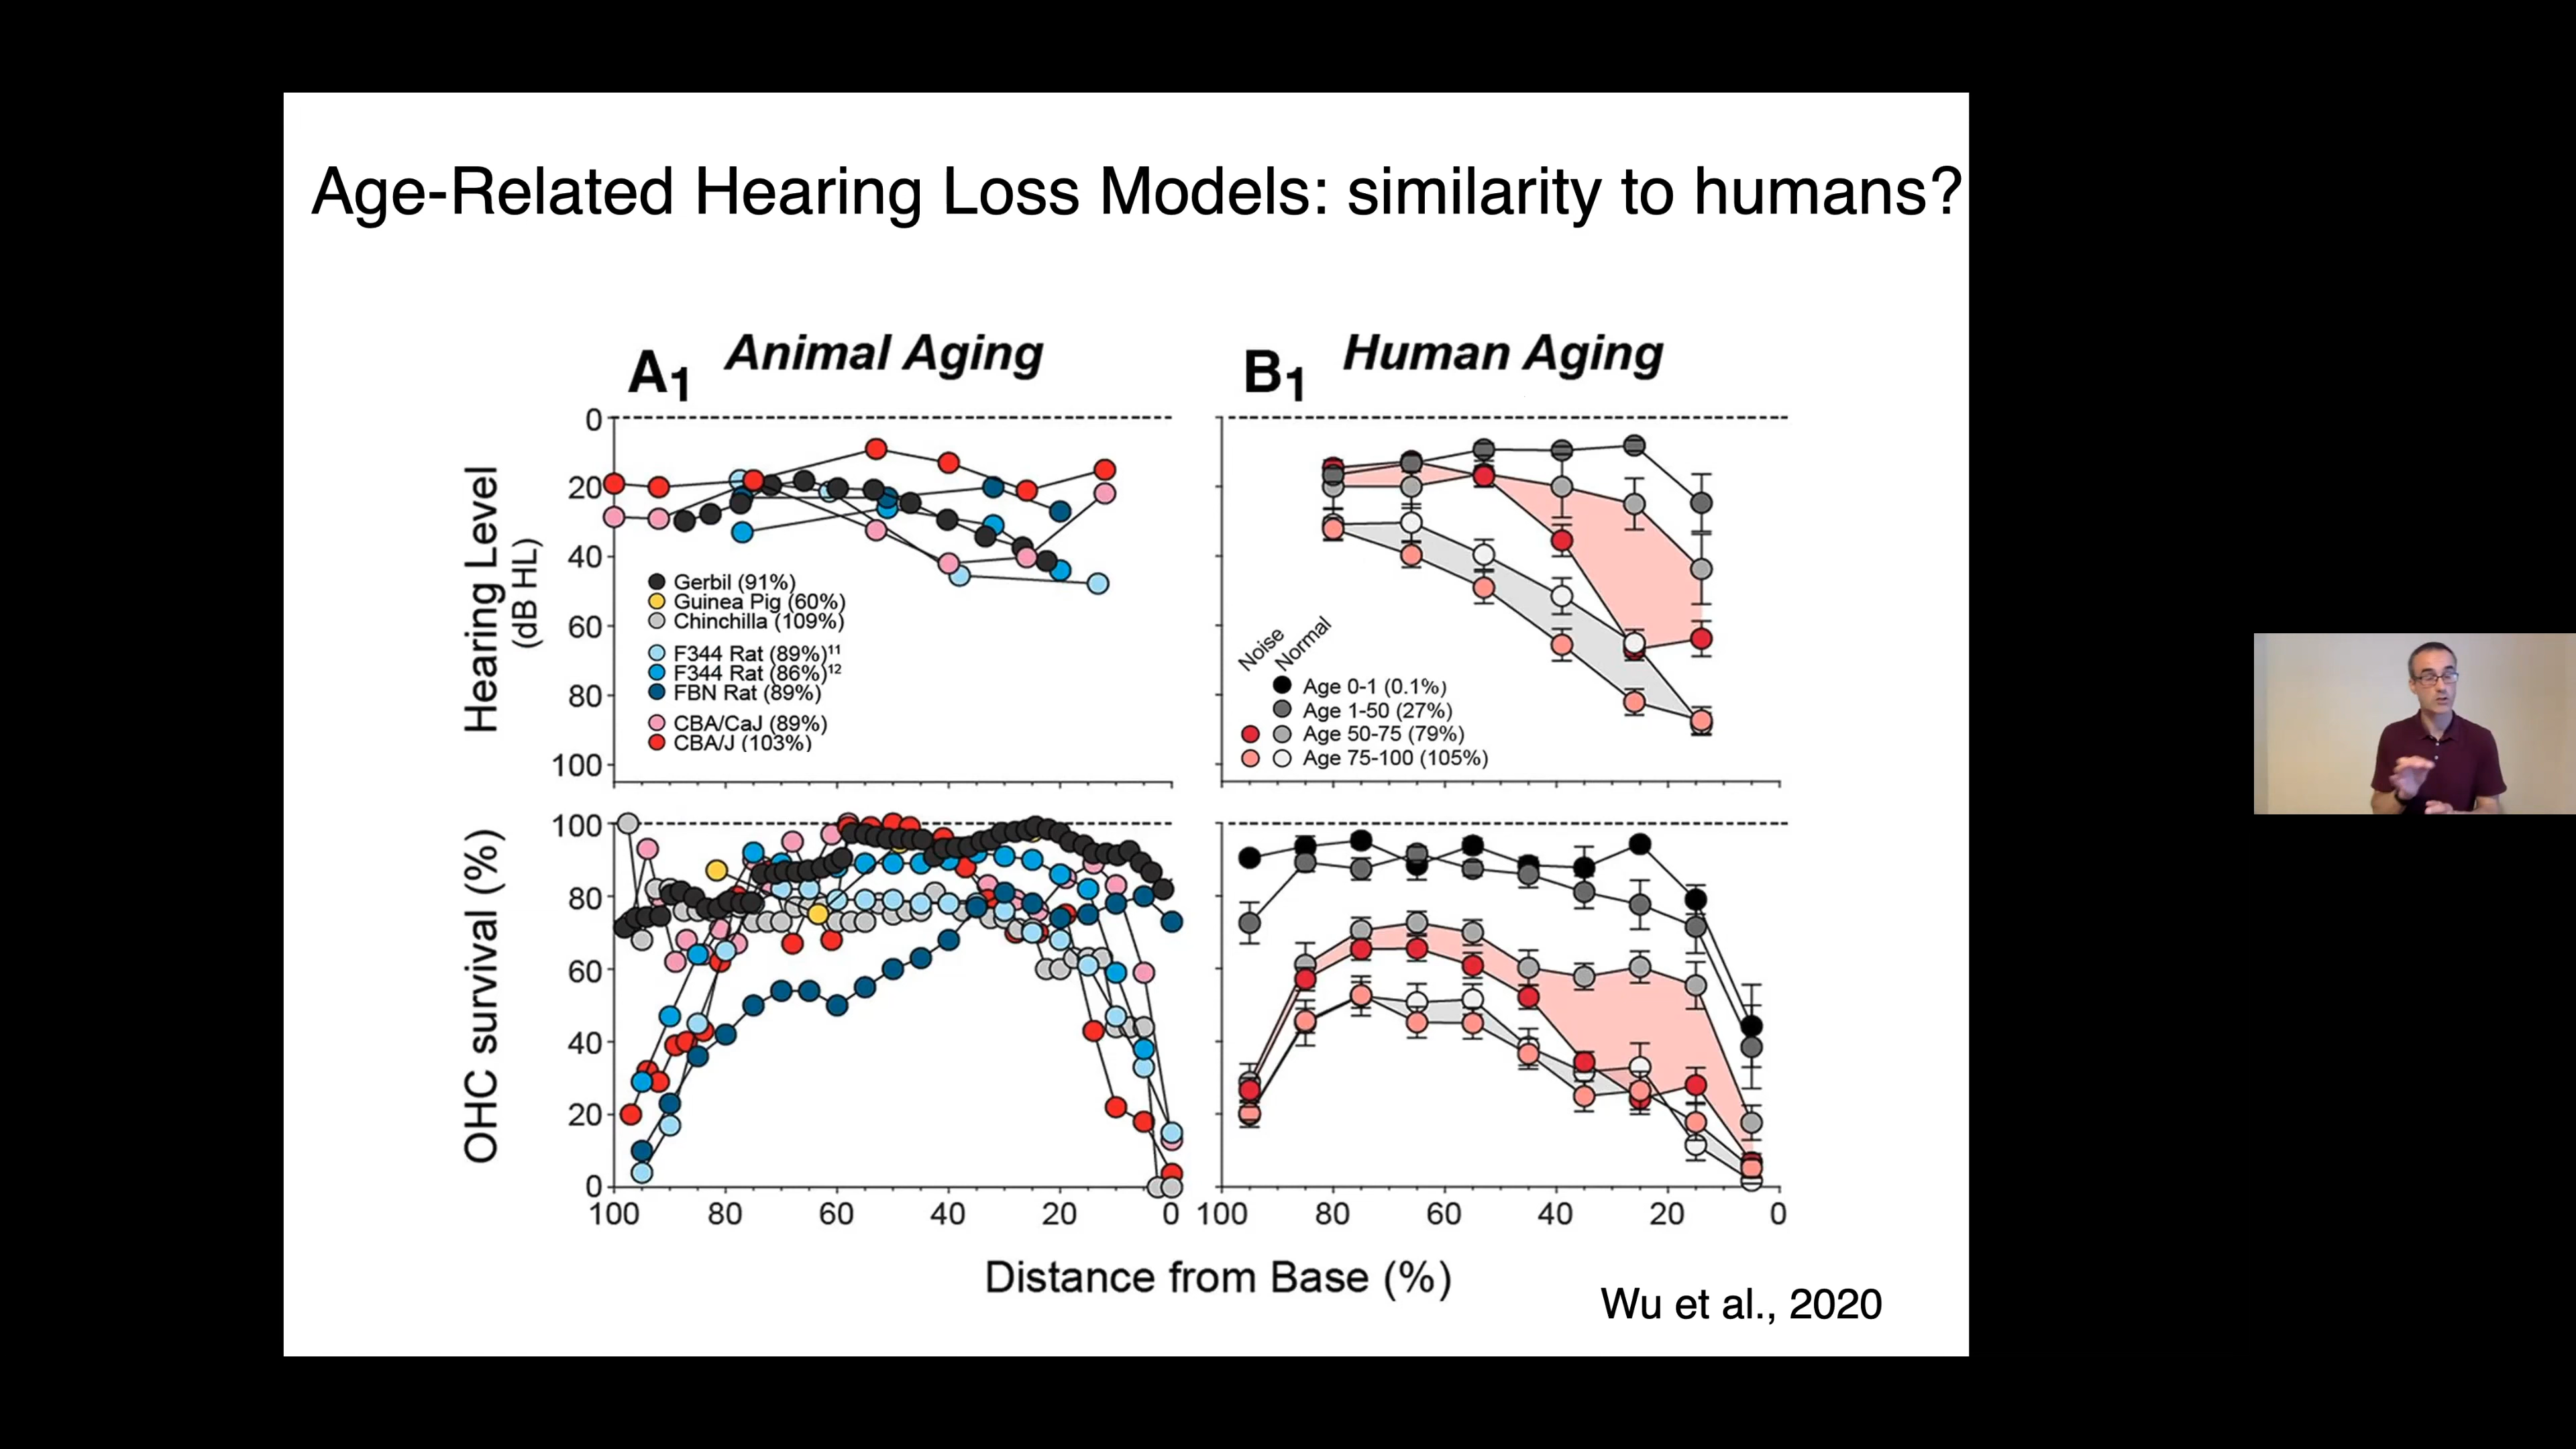 Age-Related Hearing Loss Models: similarity to humans?
A1 Animal Aging
B1 Human Aging
Hearing Level
(dB HL)
0
20
40
60
80
100
Gerbil (91%)
Guinea Pig (60%)
Chinchilla (109%)
F344 Rat (89%)11
F344 Rat (86%)12
FBN Rat (89%)
CBA/CaJ (89%)
CBA/J (103%)
Noise
Normal
Age 0-1 (0.1%)
Age 1-50 (27%)
Age 50-75 (79%)
Age 75-100 (105%)
OHC survival (%)
100
80
60
40
20
0
100 80 60 40 20 0
100 80 60 40 20 0
Distance from Base (%)
Wu et al., 2020